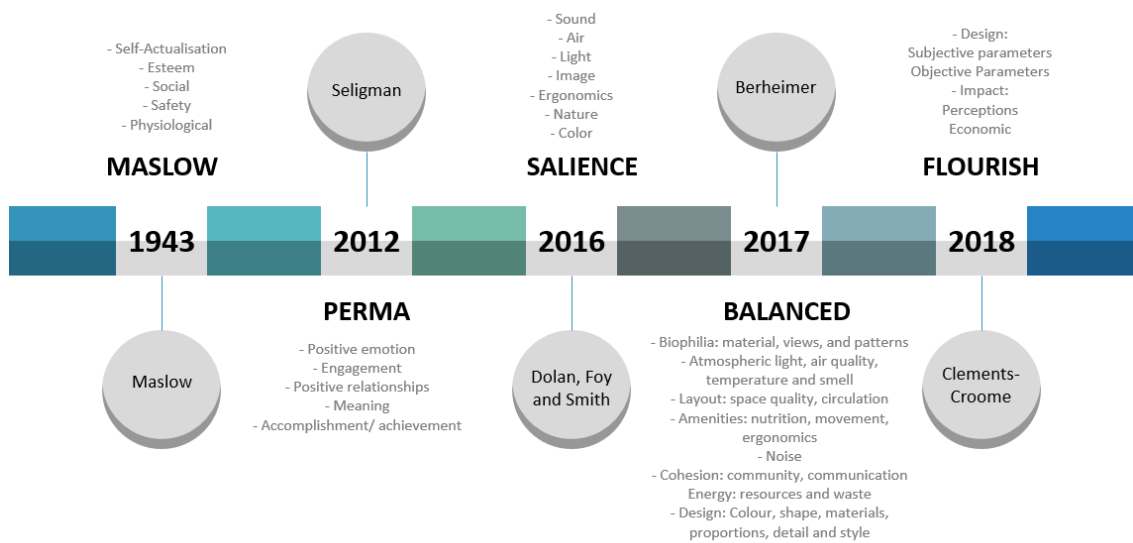 - Self-Actualisation
- Esteem
- Social
- Safety
- Physiological
MASLOW
1943
Maslow
Seligman
2012
PERMA
- Positive emotion
- Engagement
- Positive relationships
- Meaning
- Accomplishment/ achievement
- Sound
- Air
- Light
- Image
- Ergonomics
- Nature
- Color
SALIENCE
2016
Dolan, Foy
and Smith
Berheimer
2017
BALANCED
- Biophilia: material, views, and patterns
- Atmospheric light, air quality,
temperature and smell
- Layout: space quality, circulation
- Amenities: nutrition, movement,
ergonomics
- Noise
- Cohesion: community, communication
Energy: resources and waste
- Design: Colour, shape, materials,
proportions, detail and style
- Design:
Subjective parameters
Objective Parameters
- Impact:
Perceptions
Economic
FLOURISH
2018
Clements-
Croome